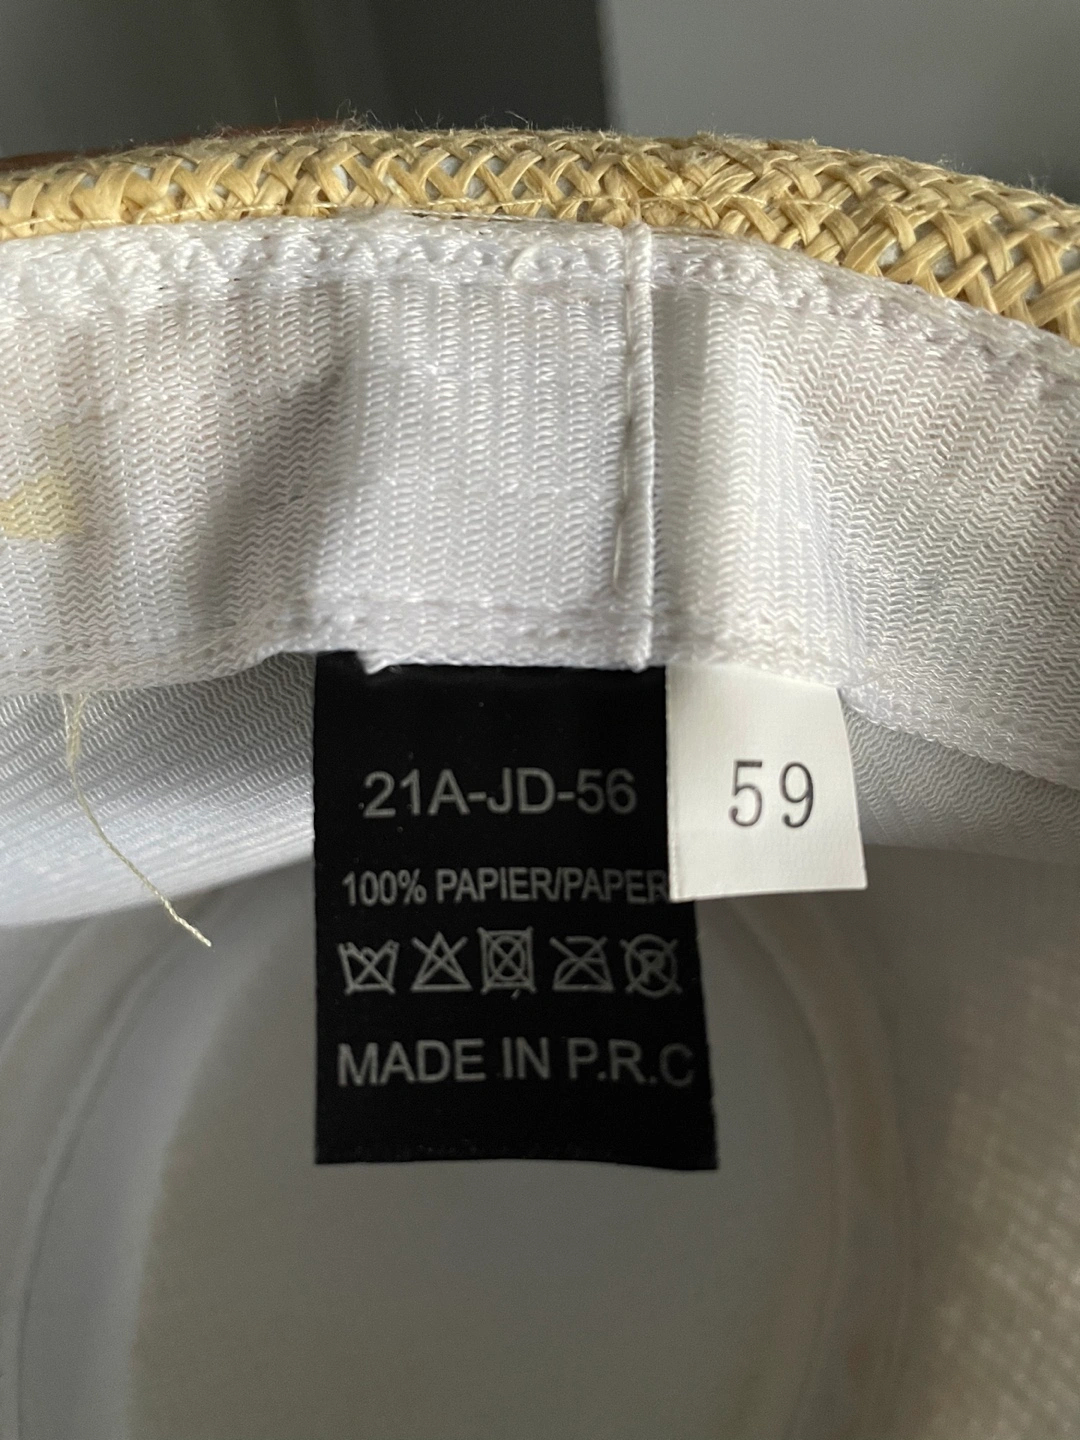 21A-JD-56
59
100% PAPIER/PAPER
MADE IN P.R.C